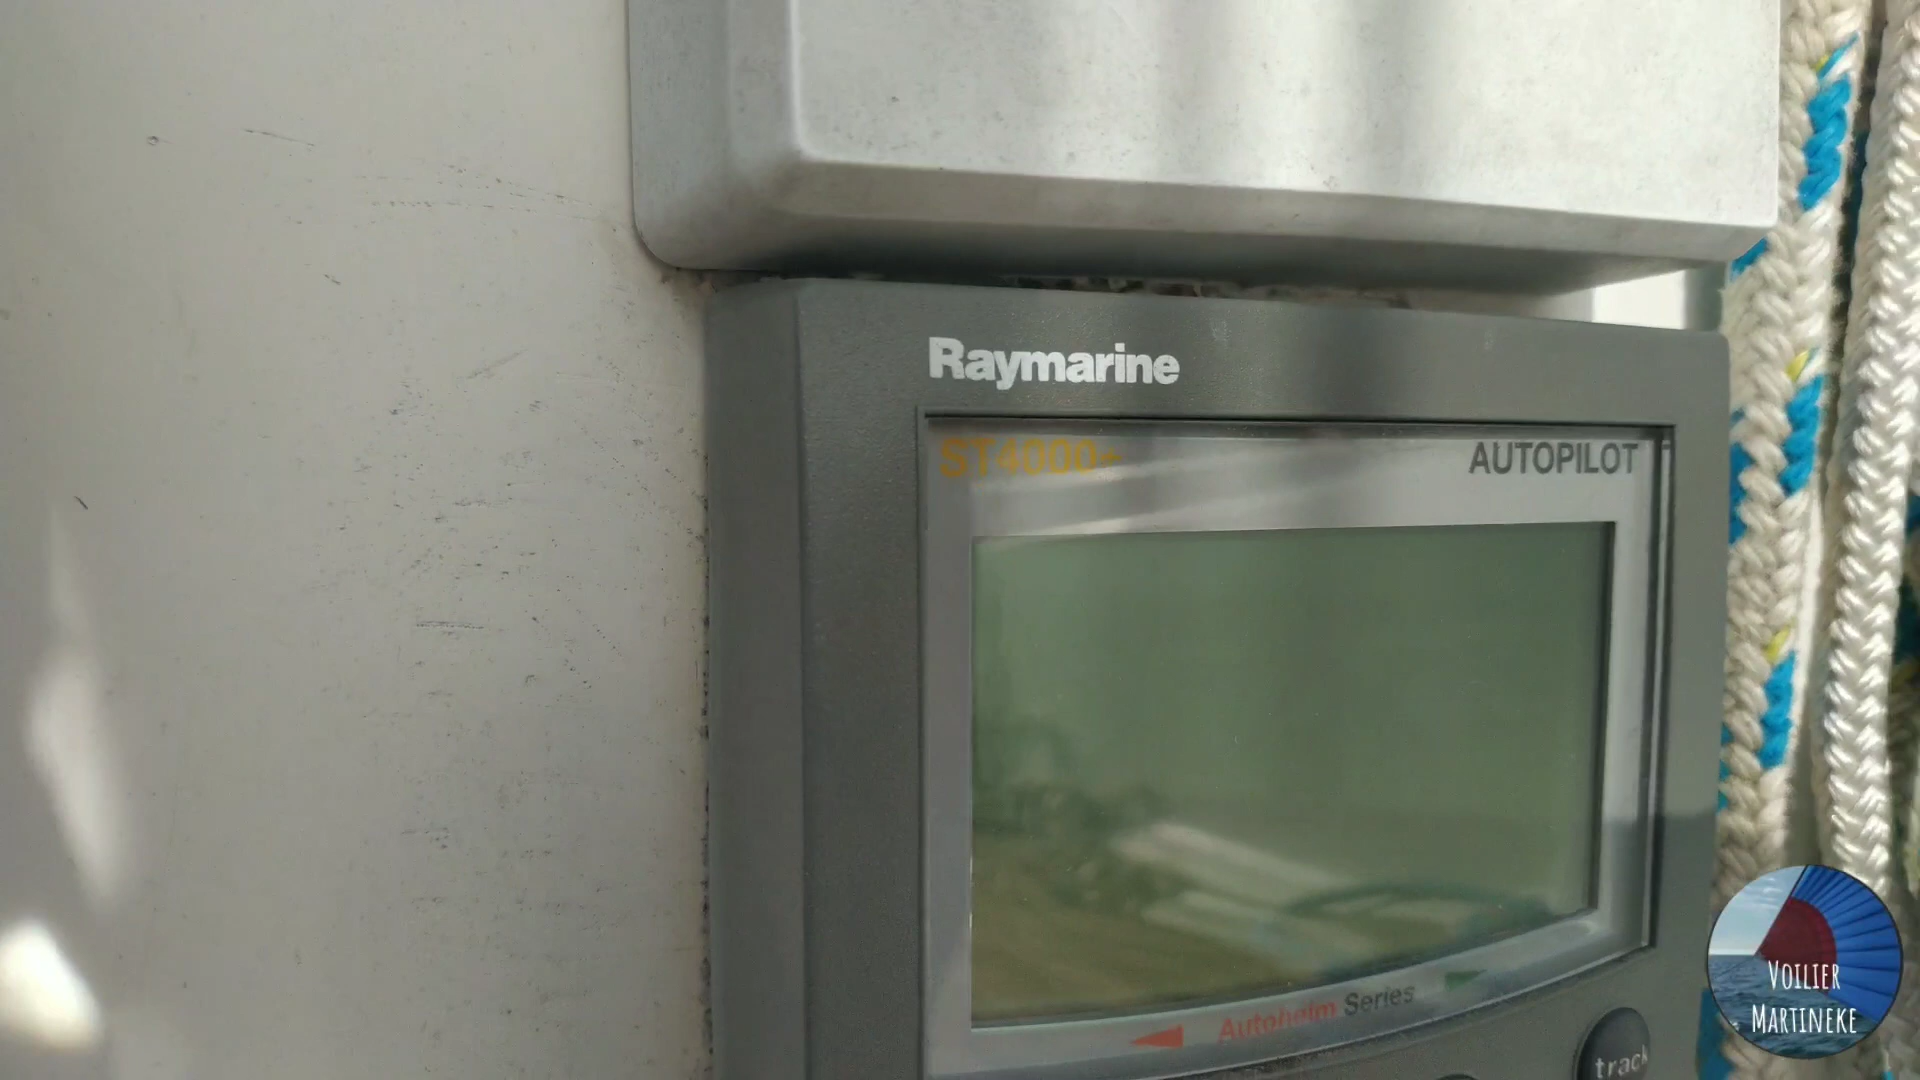 Raymarine
ST4000+
AUTOPILOT
Autohelm Series
track
VOILIER
MARTINEKE